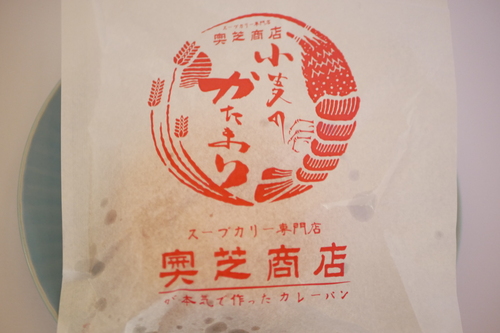 スープカリー専門店
奥芝商店
小麦の
かたまり
スープカリー専門店
奥芝商店
が本気で作ったカレーパン